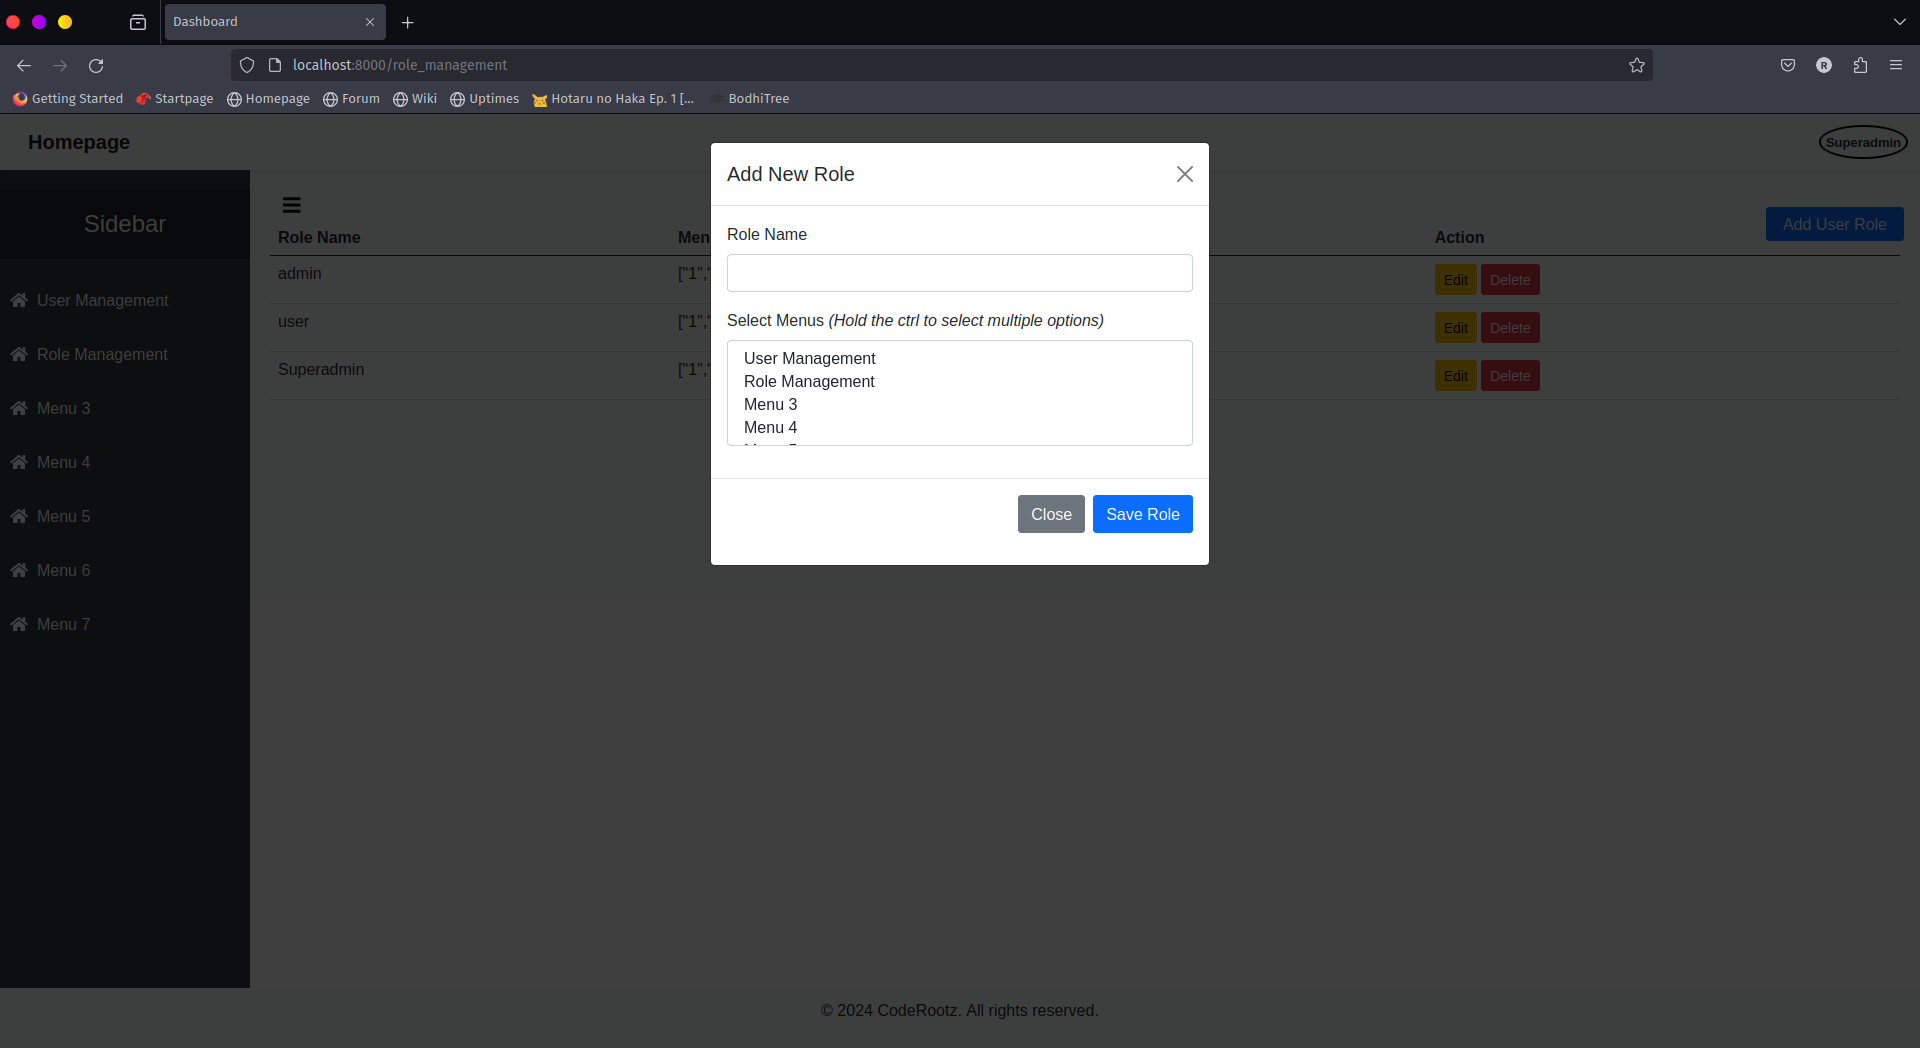 Dashboard
localhost:8000/role_management
Getting Started Startpage Homepage Forum Wiki Uptimes Hotaru no Haka Ep. 1 [... BodhiTree
Homepage
Superadmin
Sidebar
User Management
Role Management
Menu 3
Menu 4
Menu 5
Menu 6
Menu 7
Add User Role
Role Name Men Action
admin ["1"," Edit Delete
user ["1"," Edit Delete
Superadmin ["1"," Edit Delete
Add New Role
Role Name
Select Menus (Hold the ctrl to select multiple options)
User Management
Role Management
Menu 3
Menu 4
Close Save Role
© 2024 CodeRootz. All rights reserved.